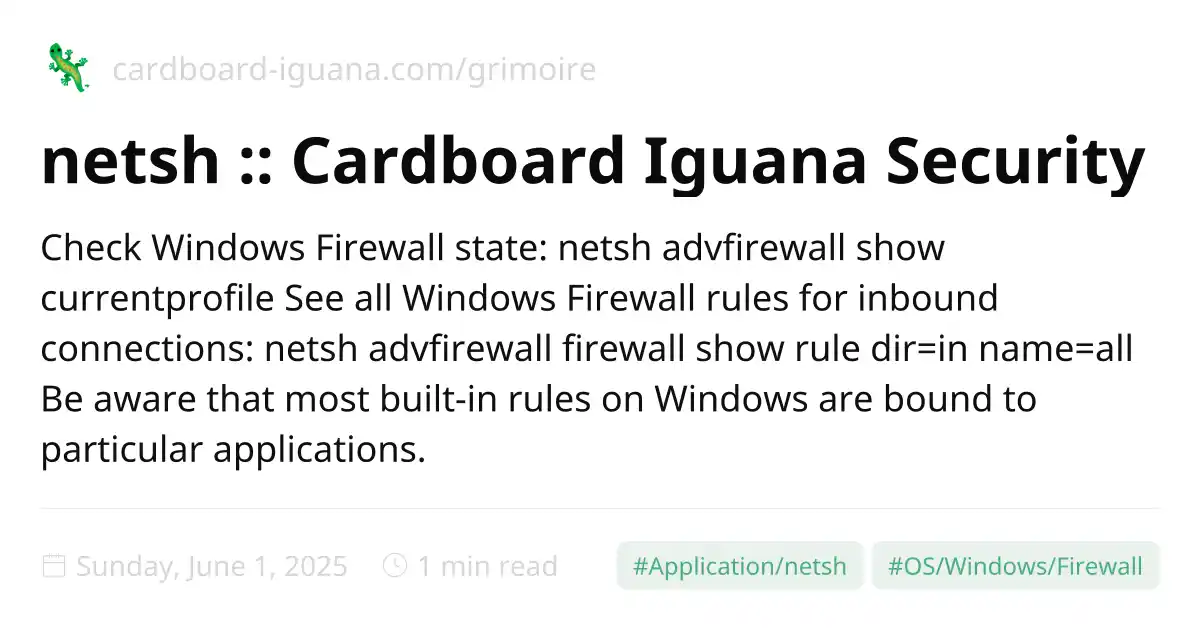 cardboard-iguana.com/grimoire
netsh :: Cardboard Iguana Security
Check Windows Firewall state: netsh advfirewall show
currentprofile See all Windows Firewall rules for inbound
connections: netsh advfirewall firewall show rule dir=in name=all
Be aware that most built-in rules on Windows are bound to
particular applications.
Sunday, June 1, 2025 1 min read #Application/netsh #OS/Windows/Firewall